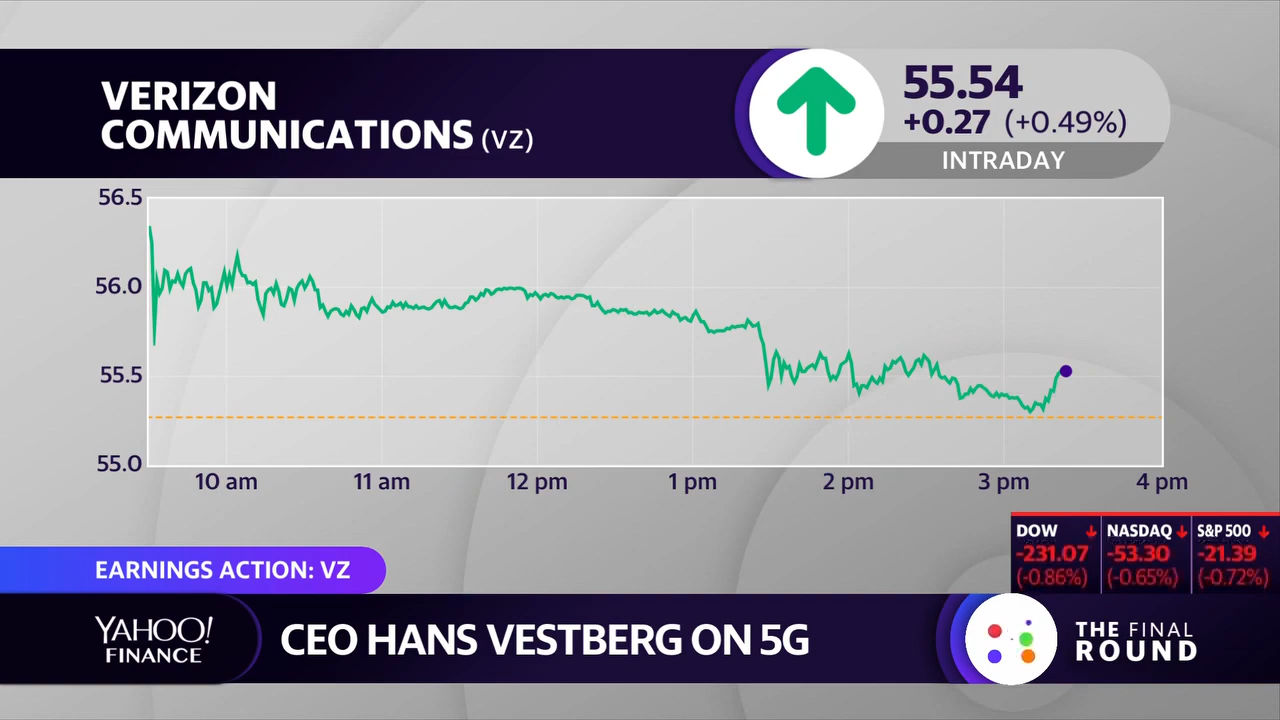 VERIZON
COMMUNICATIONS (VZ)
55.54
+0.27 (+0.49%)
INTRADAY
56.5
56.0
55.5
55.0
10 am 11 am 12 pm 1 pm 2 pm 3 pm 4 pm
DOW NASDAQ S&P 500
-231.07 -53.30 -21.39
(-0.86%) (-0.65%) (-0.72%)
EARNINGS ACTION: VZ
YAHOO!
FINANCE
CEO HANS VESTBERG ON 5G
THE FINAL
ROUND